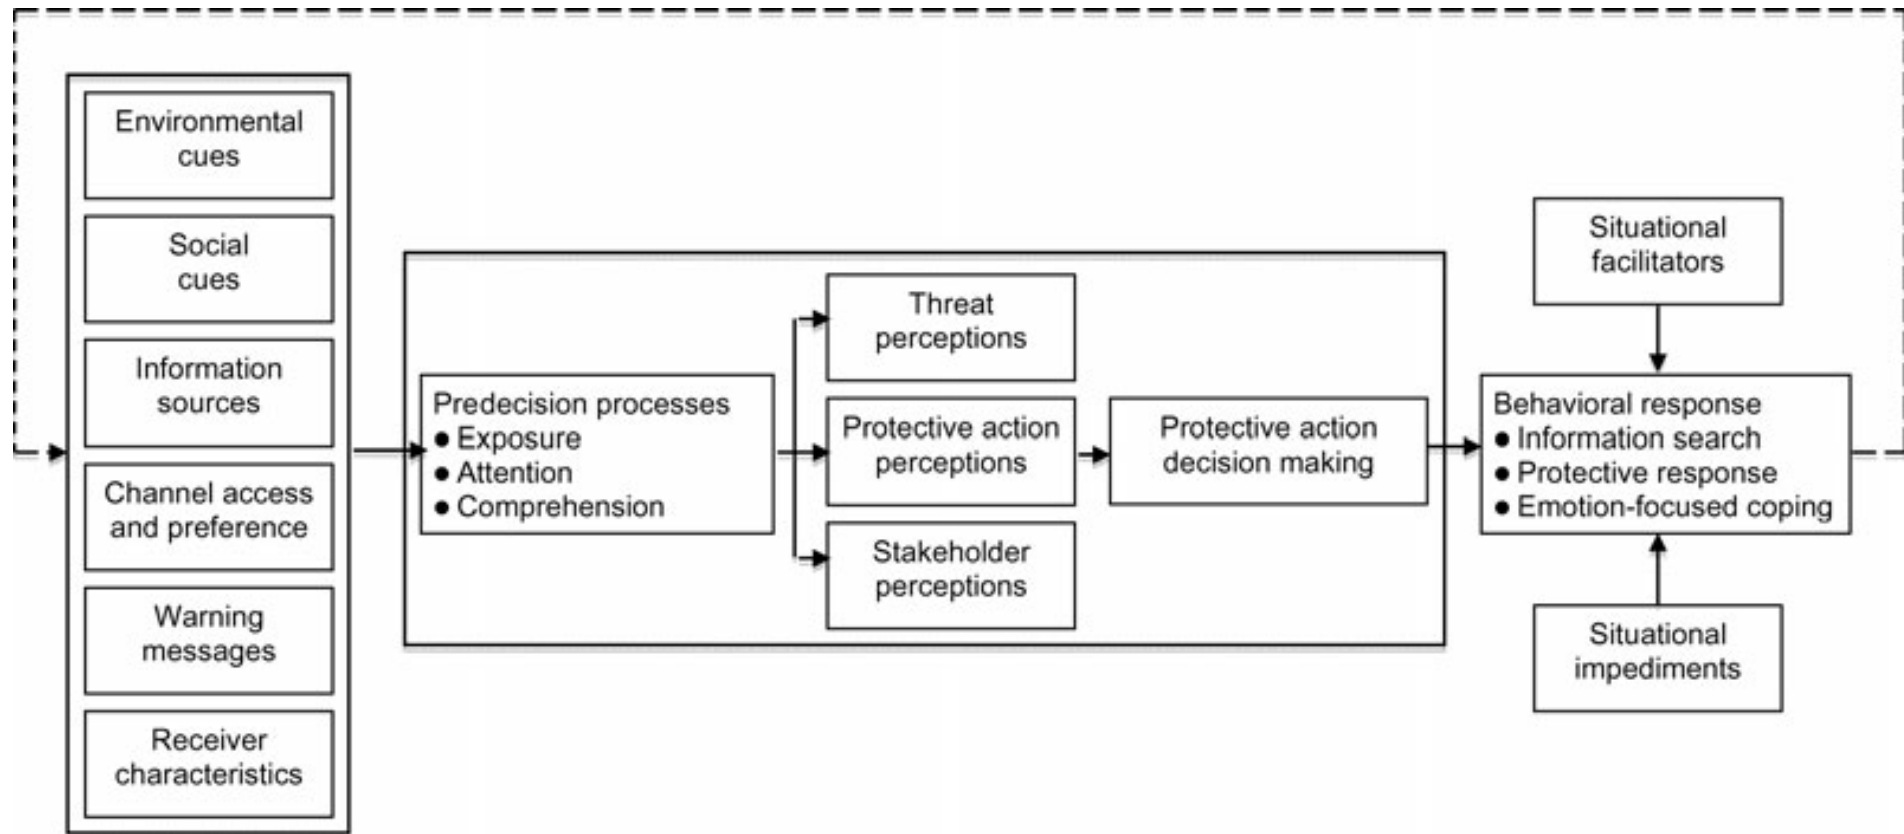 Environmental
cues
Social
cues
Information
sources
Channel access
and preference
Warning
messages
Receiver
characteristics
Predecision processes
● Exposure
● Attention
● Comprehension
Threat
perceptions
Protective action
perceptions
Stakeholder
perceptions
Protective action
decision making
Situational
facilitators
Behavioral response
● Information search
● Protective response
● Emotion-focused coping
Situational
impediments